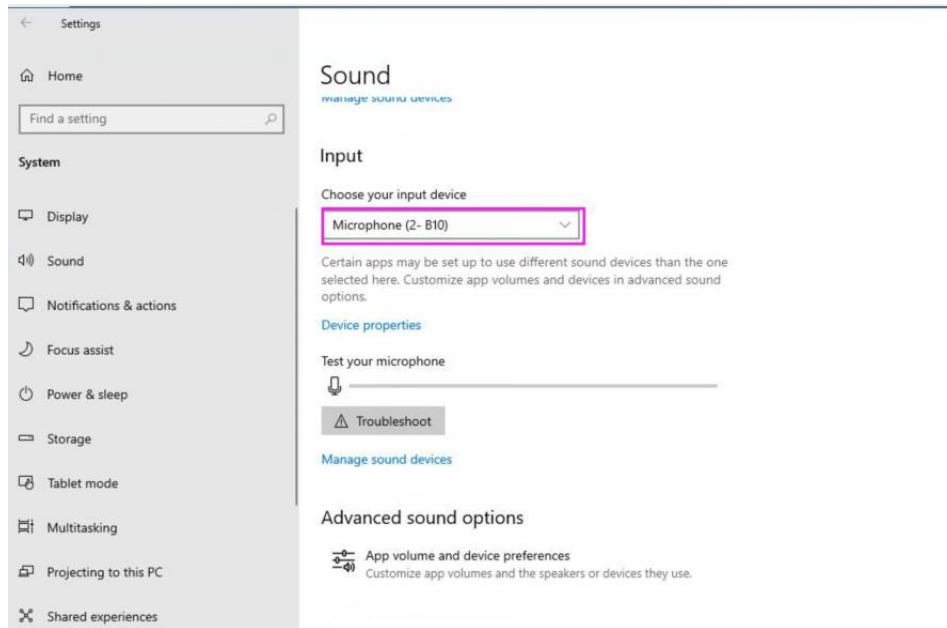 Settings
Home
Find a setting
System
Display
Sound
Notifications & actions
Focus assist
Power & sleep
Storage
Tablet mode
Multitasking
Projecting to this PC
Shared experiences
Sound
Manage sound devices
Input
Choose your input device
Microphone (2- B10)
Certain apps may be set up to use different sound devices than the one
selected here. Customize app volumes and devices in advanced sound
options.
Device properties
Test your microphone
Troubleshoot
Manage sound devices
Advanced sound options
App volume and device preferences
Customize app volumes and the speakers or devices they use.